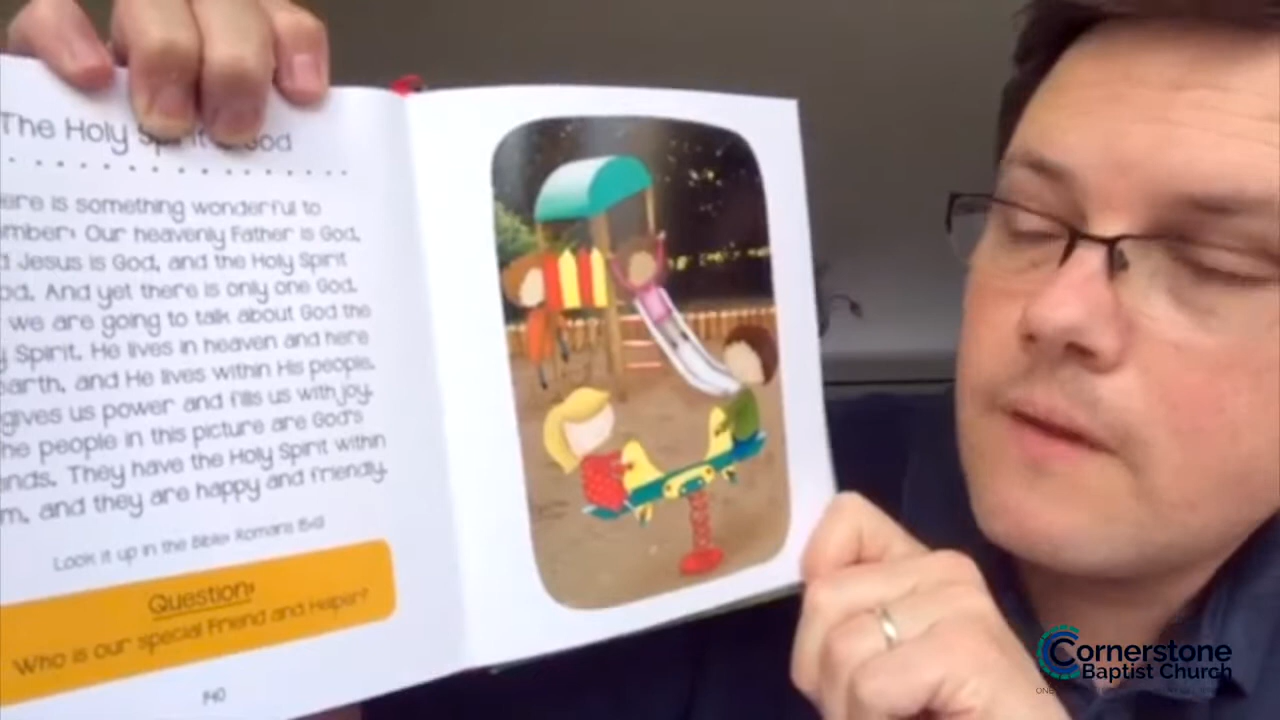 The Holy Spirit is God
ere is something wonderful to
mber: Our heavenly Father is God,
d Jesus is God, and the Holy Spirit
od. And yet there is only one God.
we are going to talk about God the
y Spirit. He lives in heaven and here
earth, and He lives within His people.
gives us power and fills us with joy.
he people in this picture are God's
ends. They have the Holy Spirit within
m, and they are happy and friendly.
Look it up in the Bible: Romans 15:13
Question:
Who is our special Friend and Helper?
140
Cornerstone
Baptist Church
ONE